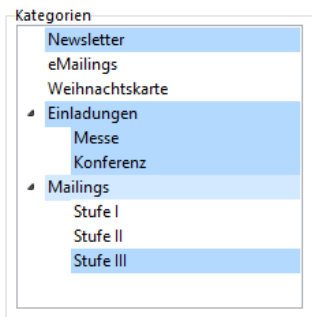 Kategorien
Newsletter
eMailings
Weihnachtskarte
Einladungen
Messe
Konferenz
Mailings
Stufe I
Stufe II
Stufe III